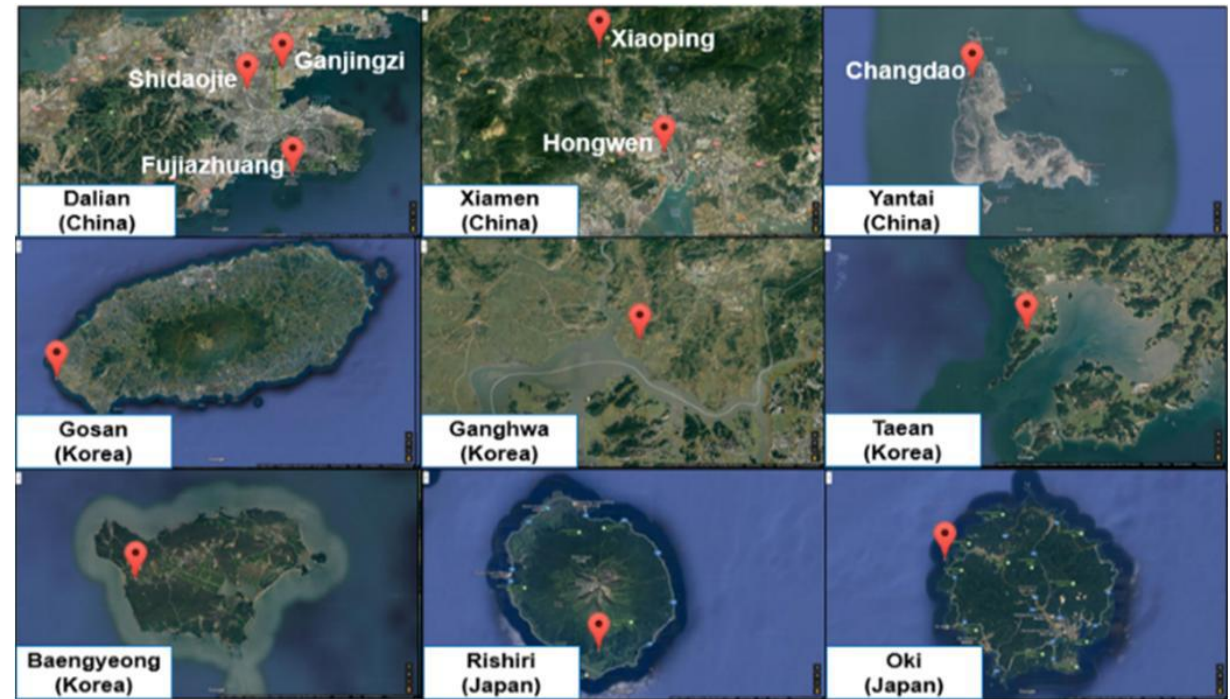 Ganjingzi
Shidaojie
Fujiazhuang
Dalian
(China)
Xiaoping
Hongwen
Xiamen
(China)
Changdao
Yantai
(China)
Gosan
(Korea)
Ganghwa
(Korea)
Taean
(Korea)
Baengyeong
(Korea)
Rishiri
(Japan)
Oki
(Japan)